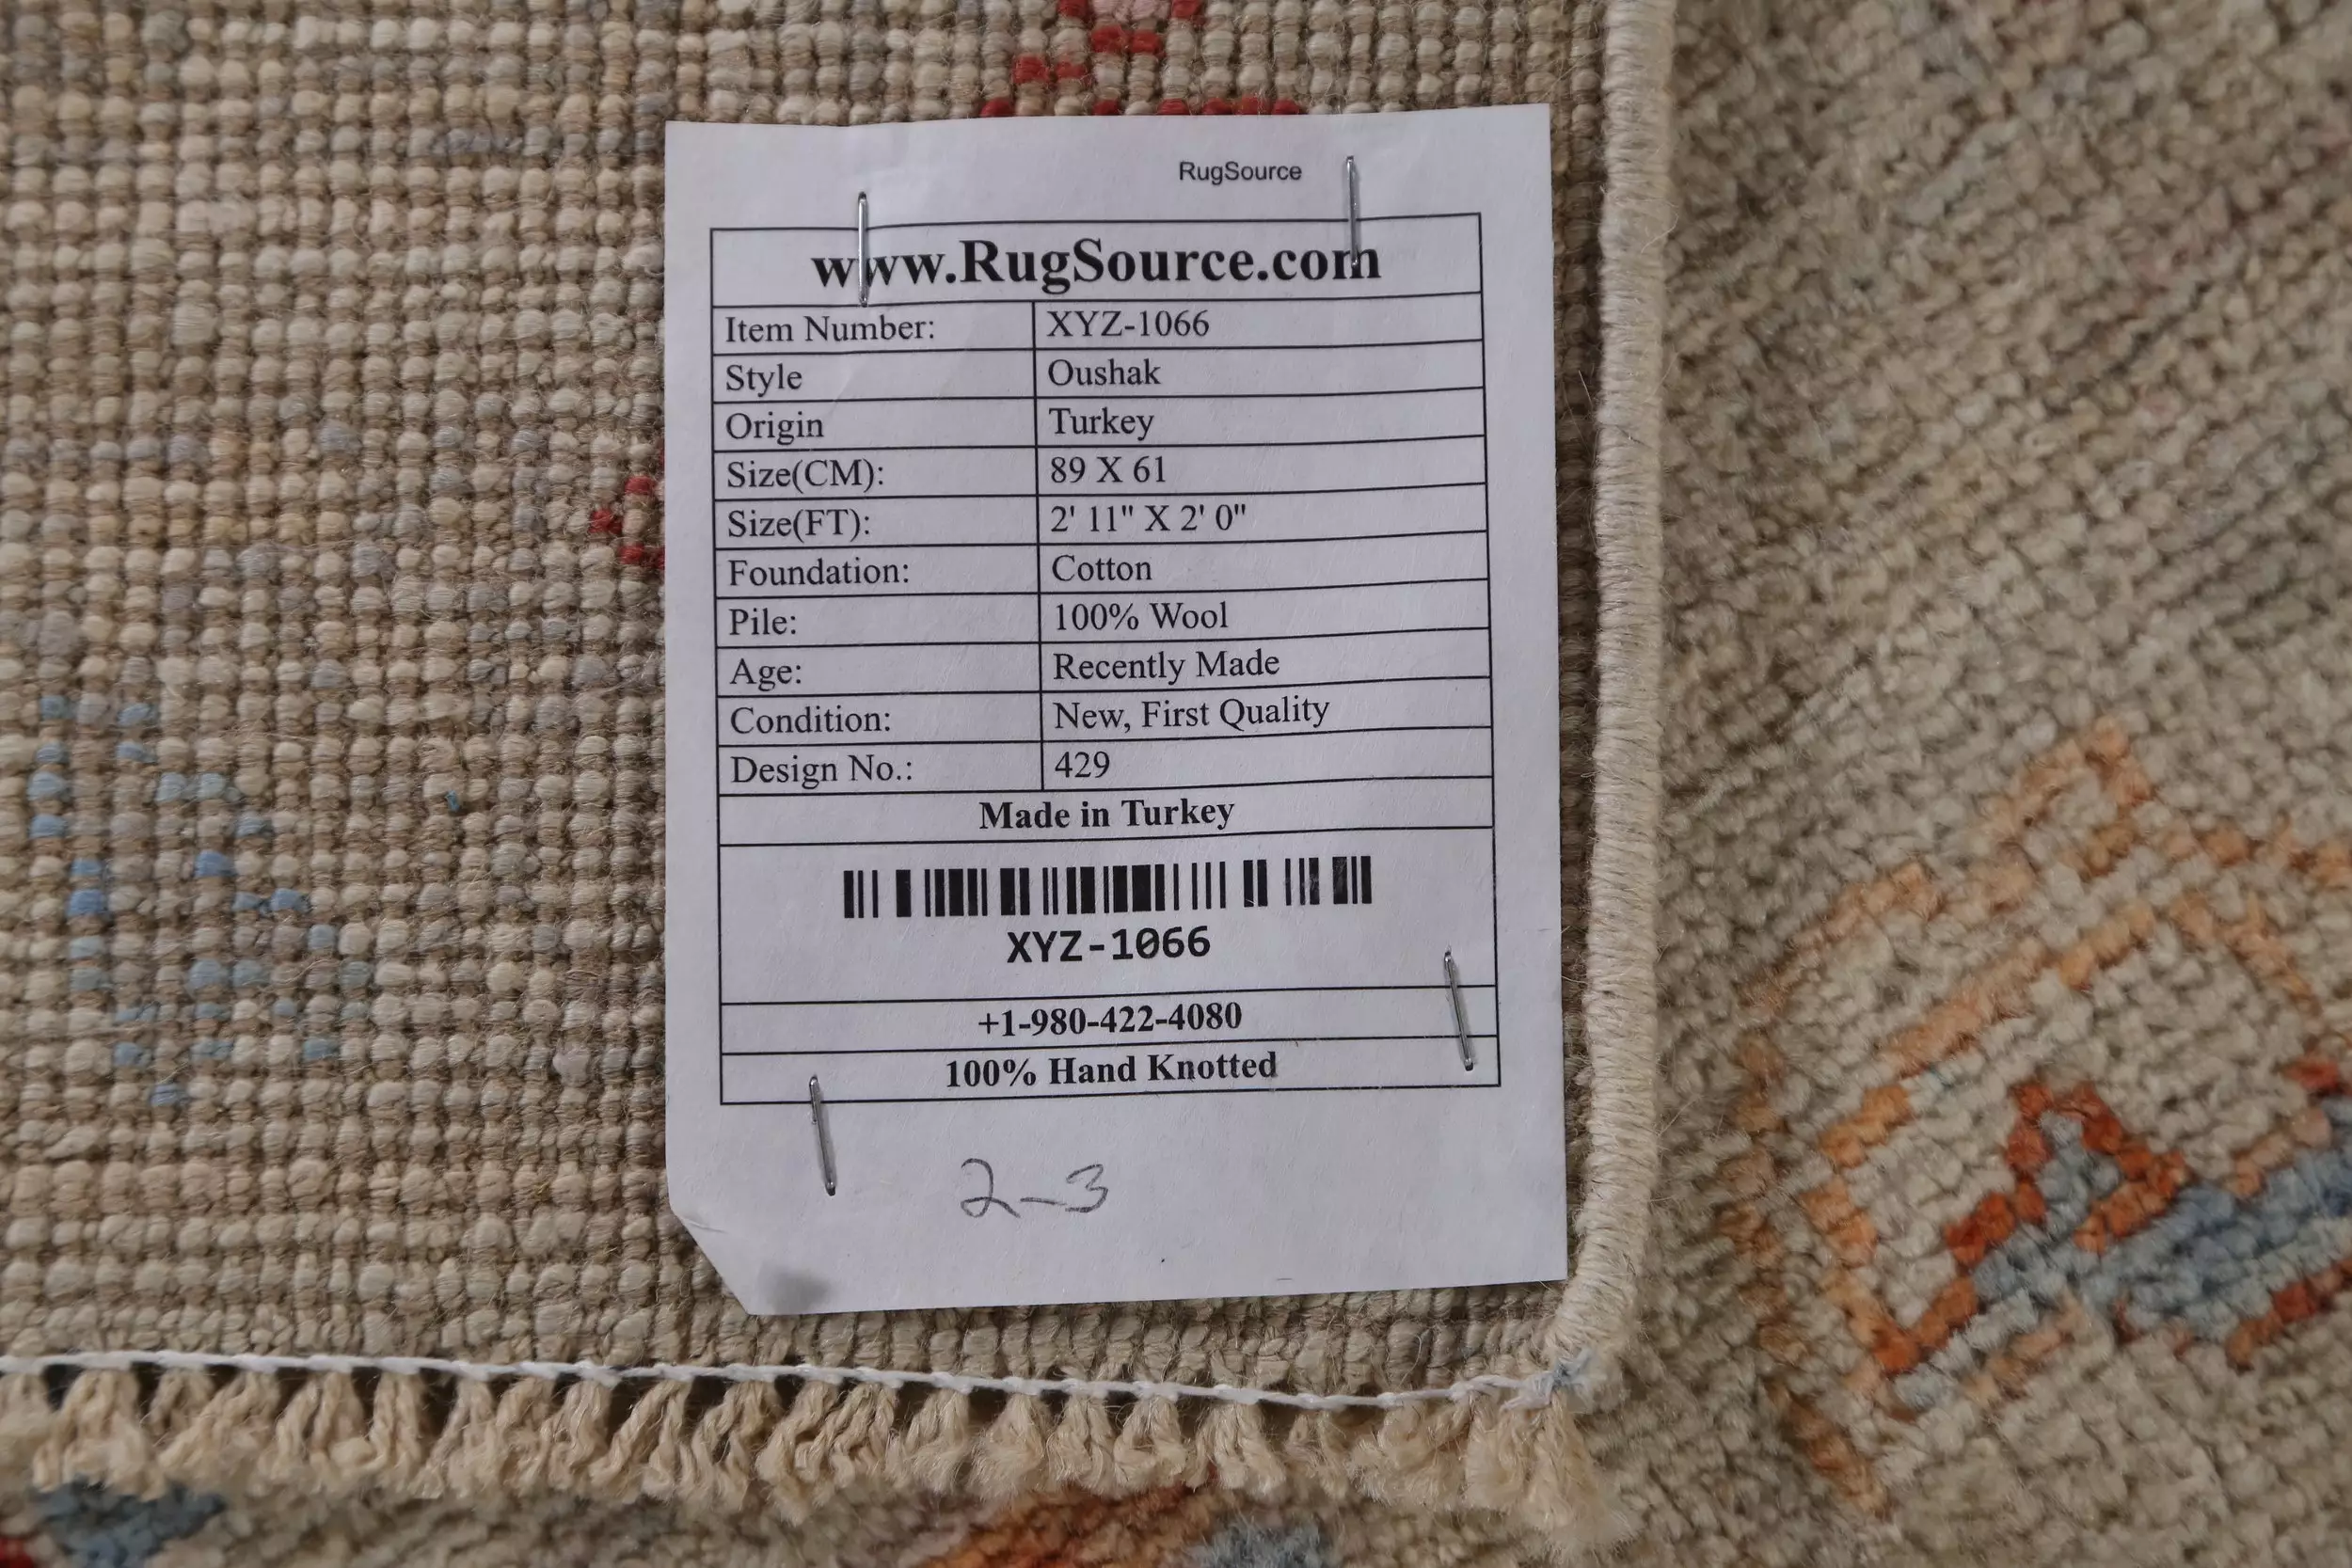 RugSource
www.RugSource.com
Item Number: XYZ-1066
Style Oushak
Origin Turkey
Size(CM): 89 X 61
Size(FT): 2' 11" X 2' 0"
Foundation: Cotton
Pile: 100% Wool
Age: Recently Made
Condition: New, First Quality
Design No.: 429
Made in Turkey
XYZ-1066
+1-980-422-4080
100% Hand Knotted
2-3